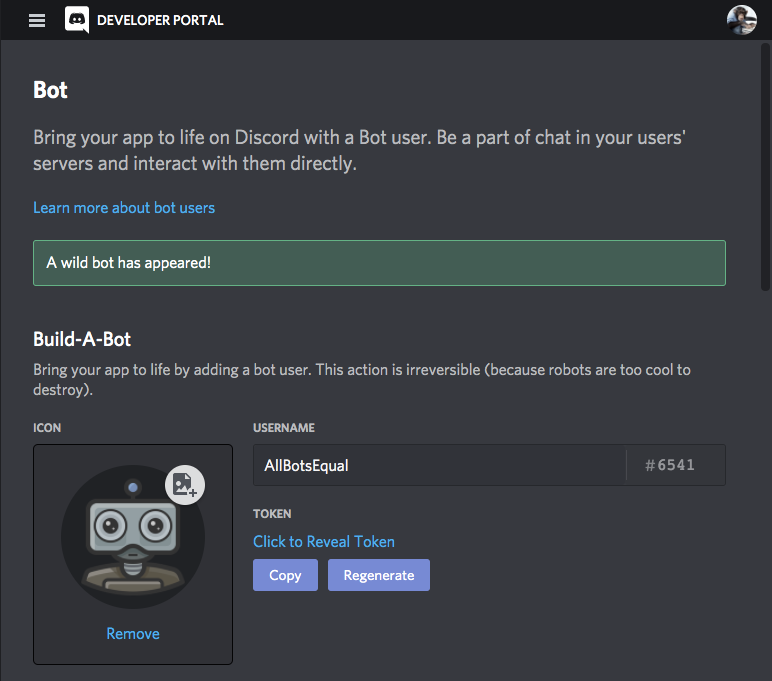 DEVELOPER PORTAL
Bot
Bring your app to life on Discord with a Bot user. Be a part of chat in your users'
servers and interact with them directly.
Learn more about bot users
A wild bot has appeared!
Build-A-Bot
Bring your app to life by adding a bot user. This action is irreversible (because robots are too cool to
destroy).
ICON
USERNAME
AllBotsEqual
#6541
TOKEN
Click to Reveal Token
Copy
Regenerate
Remove